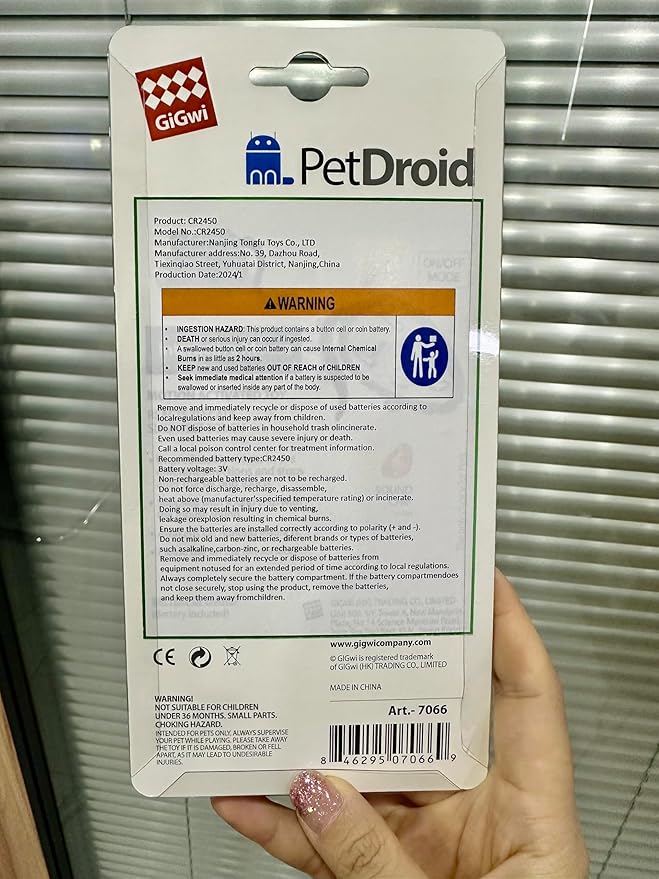 GiGwi
PetDroid
Product: CR2450
Model No.:CR2450
Manufacturer:Nanjing Tongfu Toys Co., LTD
Manufacturer address:No. 39, Dazhou Road,
Tiexinqiao Street, Yuhuatai District, Nanjing,China
Production Date:2024/1
WARNING
• INGESTION HAZARD: This product contains a button cell or coin battery.
• DEATH or serious injury can occur if ingested.
• A swallowed button cell or coin battery can cause Internal Chemical
Burns in as little as 2 hours.
• KEEP new and used batteries OUT OF REACH of CHILDREN
• Seek immediate medical attention if a battery is suspected to be
swallowed or inserted inside any part of the body.
Remove and immediately recycle or dispose of used batteries according to
localregulations and keep away from children.
Do NOT dispose of batteries in household trash olincinerate.
Even used batteries may cause severe injury or death.
Call a local poison control center for treatment information.
Recommended battery type:CR2450
Battery voltage: 3V
Non-rechargeable batteries are not to be recharged.
Do not force discharge, recharge, disassemble,
heat above (manufacturer'sspecified temperature rating) or incinerate.
Doing so may result in injury due to venting,
leakage orexplosion resulting in chemical burns.
Ensure the batteries are installed correctly according to polarity (+ and -).
Do not mix old and new batteries, diferent brands or types of batteries,
such asalkaline,carbon-zinc, or rechargeable batteries.
Remove and immediately recycle or dispose of batteries from
equipment notused for an extended period of time according to local regulations.
Always completely secure the battery compartment. If the battery compartmendoes
not close securely, stop using the product, remove the batteries,
and keep them away fromchildren.
www.gigwicompany.com
CE
© GiGwi is registered trademark
of GiGwi (HK) TRADING CO., LIMITED
MADE IN CHINA
WARNING!
NOT SUITABLE FOR CHILDREN
UNDER 36 MONTHS. SMALL PARTS.
CHOKING HAZARD.
INTENDED FOR PETS ONLY, ALWAYS SUPERVISE
YOUR PET WHILE PLAYING, PLEASE TAKE AWAY
THE TOY IF IT IS DAMAGED, BROKEN OR FELL
APART, AS IT MAY LEAD TO UNDESIRABLE
INJURIES.
Art.- 7066
8 46295 07066 9